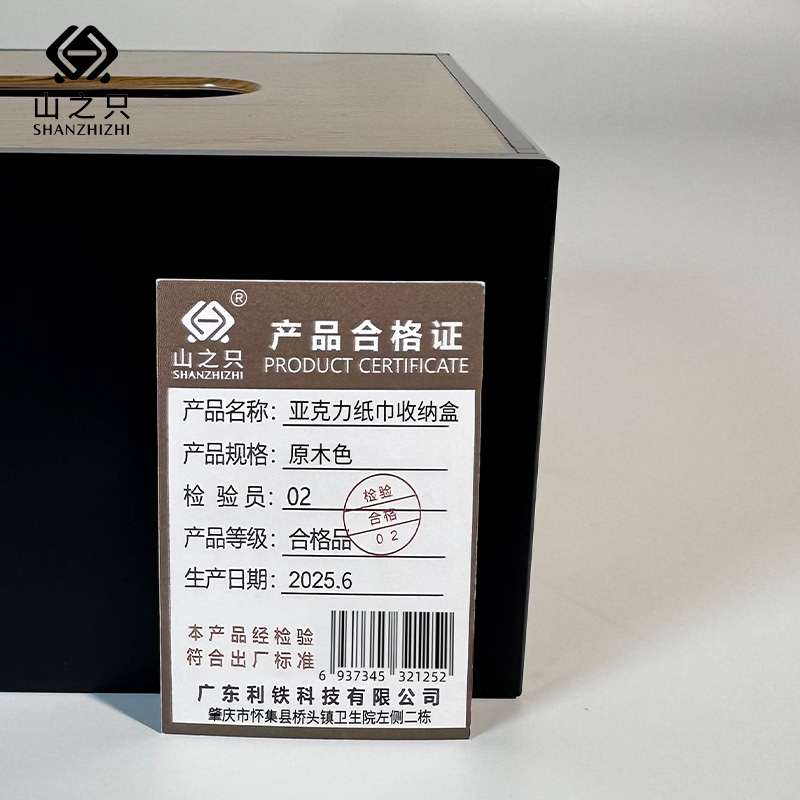 山之只
SHANZHIZHI
®
山之只
SHANZHIZHI
产品合格证
PRODUCT CERTIFICATE
产品名称：亚克力纸巾收纳盒
产品规格：原木色
检验员：02
产品等级：合格品
生产日期：2025.6
检验
合格
02
本产品经检验
符合出厂标准
6 937345 321252
广东利铁科技有限公司
肇庆市怀集县桥头镇卫生院左侧二栋